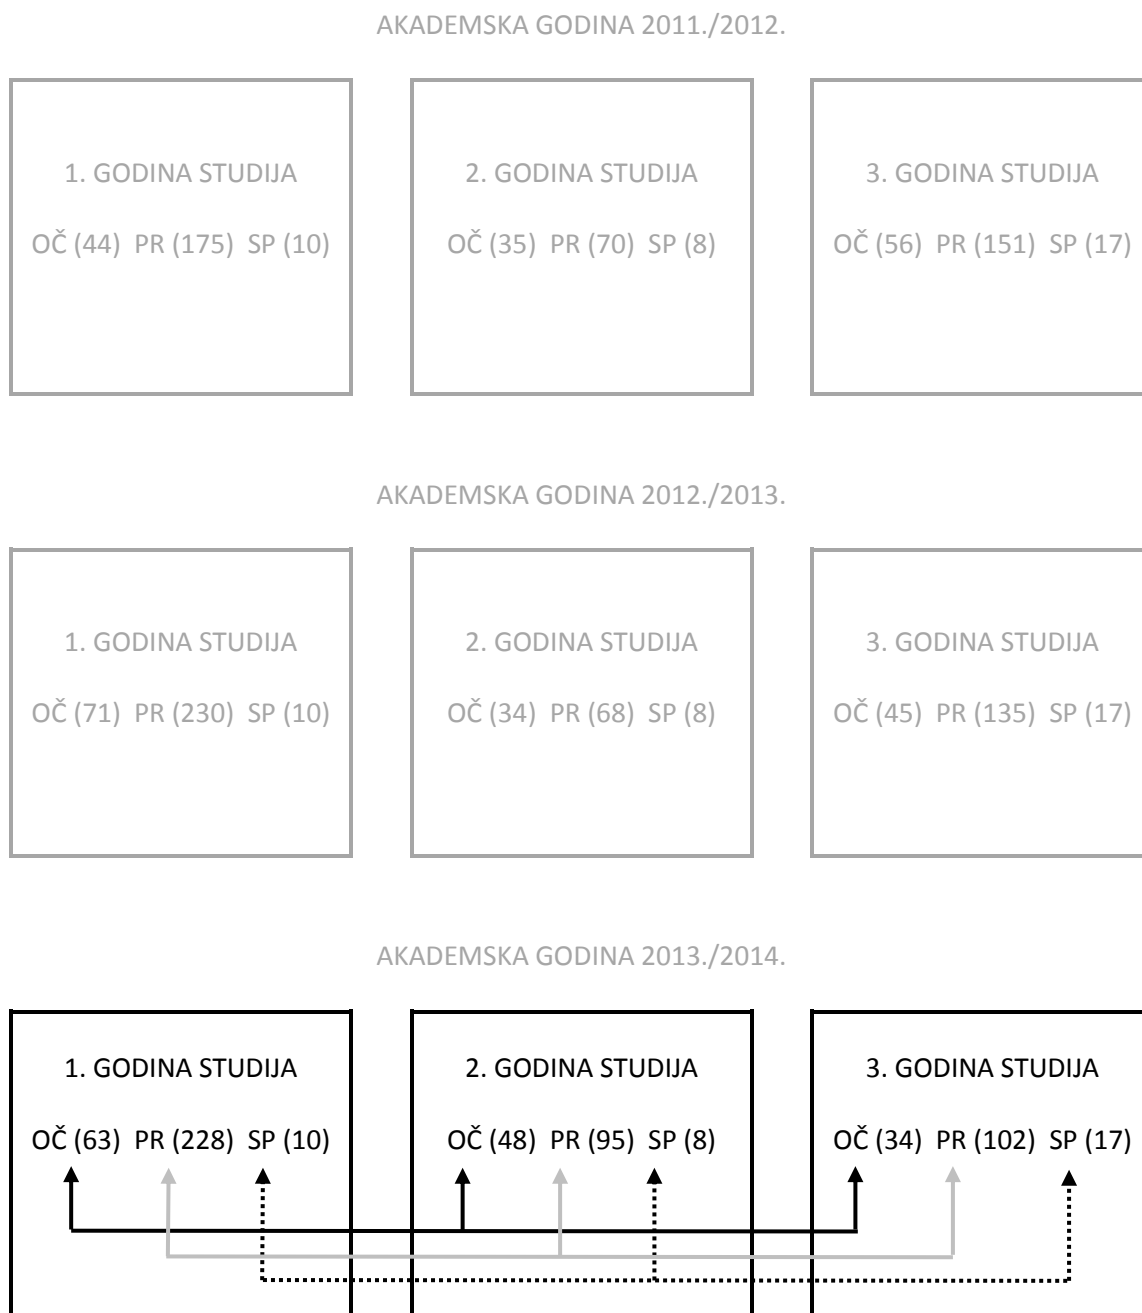 AKADEMSKA GODINA 2011./2012.
1. GODINA STUDIJA
OČ (44) PR (175) SP (10)
2. GODINA STUDIJA
OČ (35) PR (70) SP (8)
3. GODINA STUDIJA
OČ (56) PR (151) SP (17)
AKADEMSKA GODINA 2012./2013.
1. GODINA STUDIJA
OČ (71) PR (230) SP (10)
2. GODINA STUDIJA
OČ (34) PR (68) SP (8)
3. GODINA STUDIJA
OČ (45) PR (135) SP (17)
AKADEMSKA GODINA 2013./2014.
1. GODINA STUDIJA
OČ (63) PR (228) SP (10)
2. GODINA STUDIJA
OČ (48) PR (95) SP (8)
3. GODINA STUDIJA
OČ (34) PR (102) SP (17)